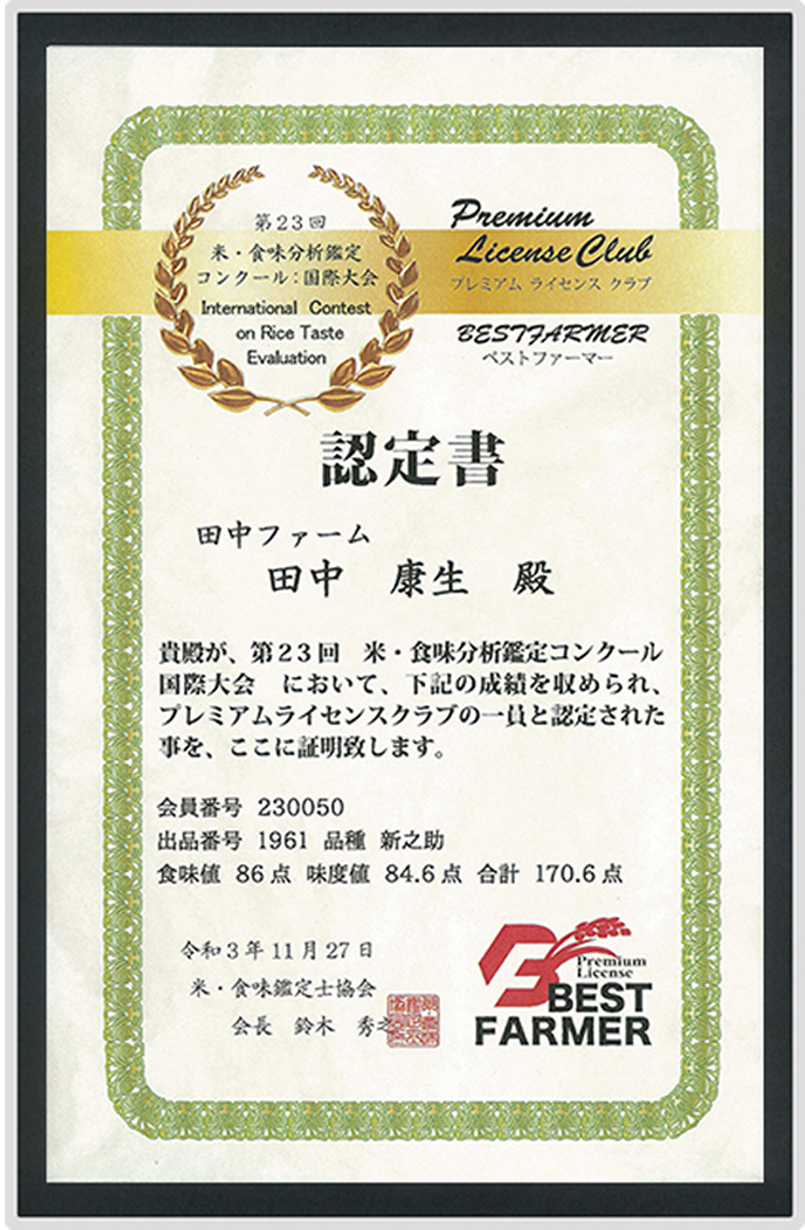 第23回
米・食味分析鑑定
コンクール：国際大会
International Contest
on Rice Taste
Evaluation
Premium
License Club
プレミアム ライセンス クラブ
BESTFARMER
ベストファーマー
認定書
田中ファーム
田中 康生 殿
貴殿が、第23回 米・食味分析鑑定コンクール
国際大会 において、下記の成績を収められ、
プレミアムライセンスクラブの一員と認定された
事を、ここに証明致します。
会員番号 230050
出品番号 1961 品種 新之助
食味値 86点 味度値 84.6点 合計 170.6点
令和3年11月27日
米・食味鑑定士協会
会長 鈴木 秀之
Premium
License
BEST
FARMER